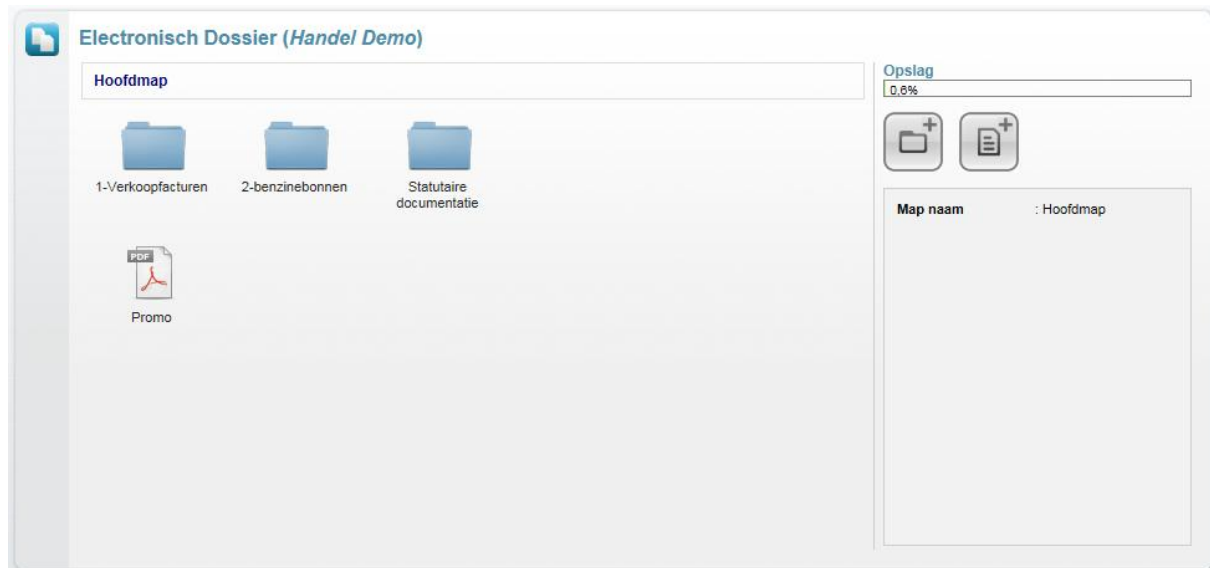 Electronisch Dossier (Handel Demo)
Hoofdmap
1-Verkoopfacturen
2-benzinebonnen
Statutaire
documentatie
PDF
Promo
Opslag
0,6%
Map naam : Hoofdmap